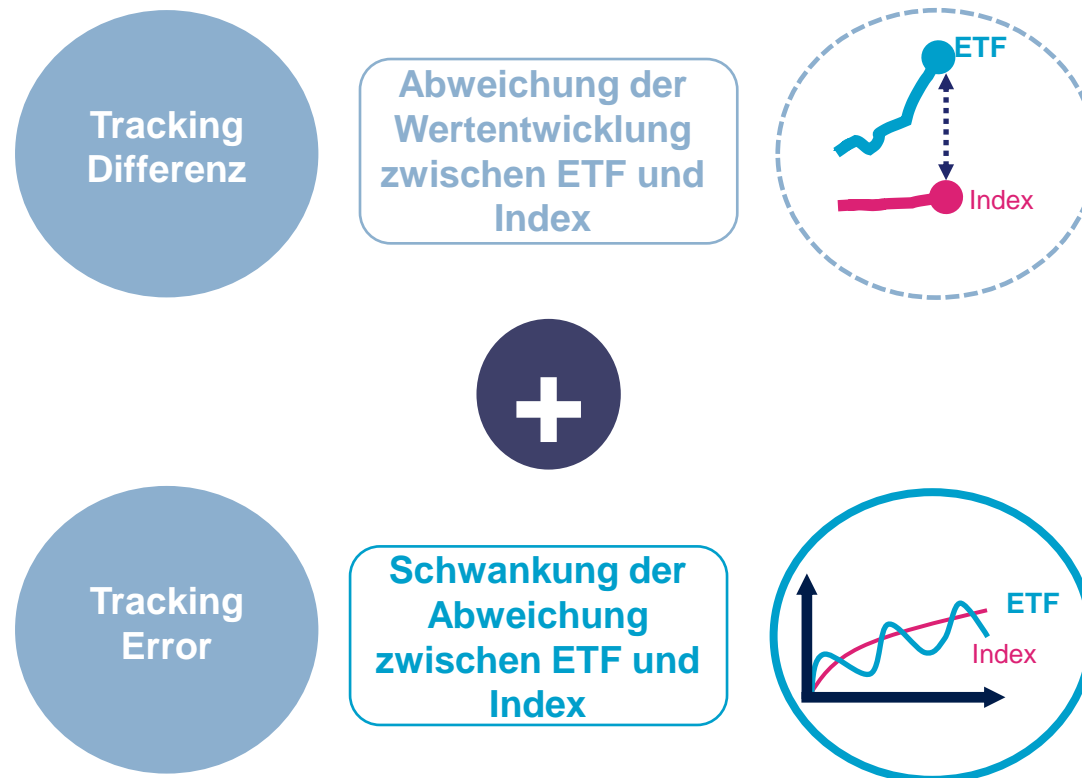 Tracking
Differenz
Abweichung der
Wertentwicklung
zwischen ETF und
Index
ETF
Index
+
Tracking
Error
Schwankung der
Abweichung
zwischen ETF und
Index
ETF
Index